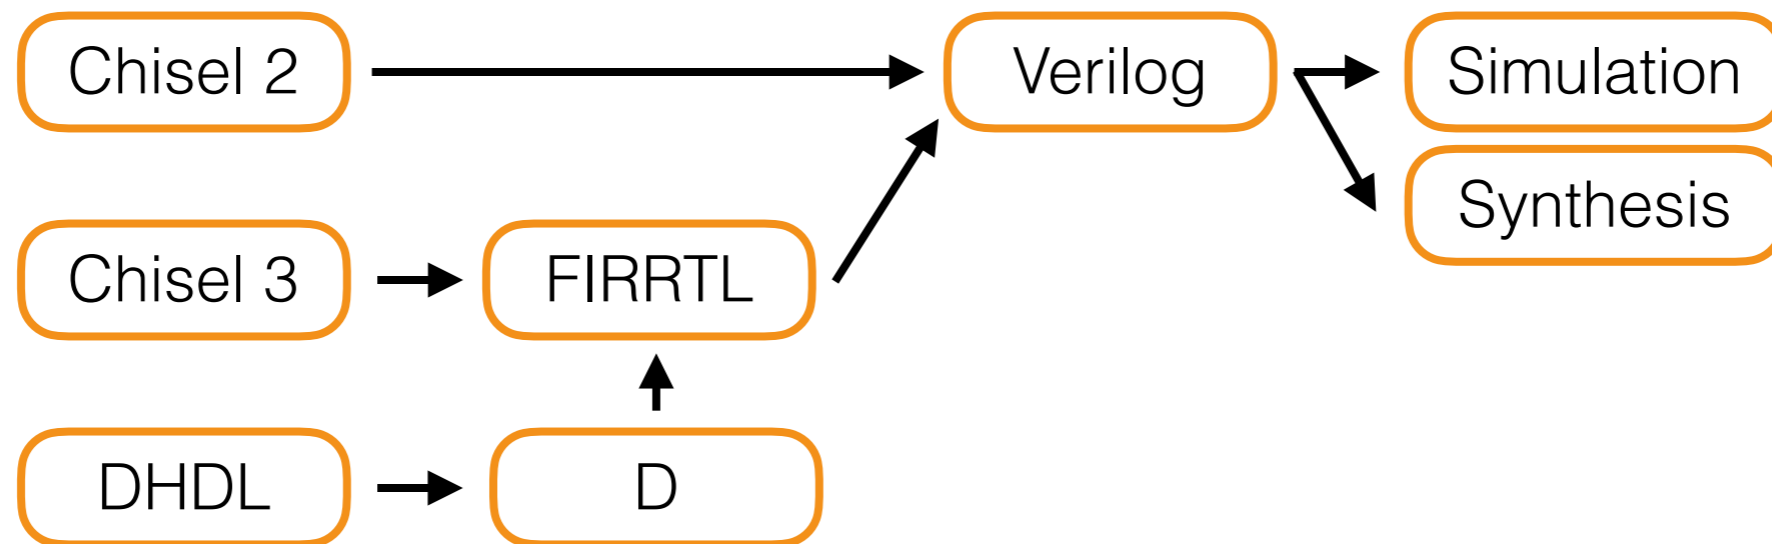 Chisel 2
Verilog
Simulation
Synthesis
Chisel 3
FIRRTL
DHDL
D